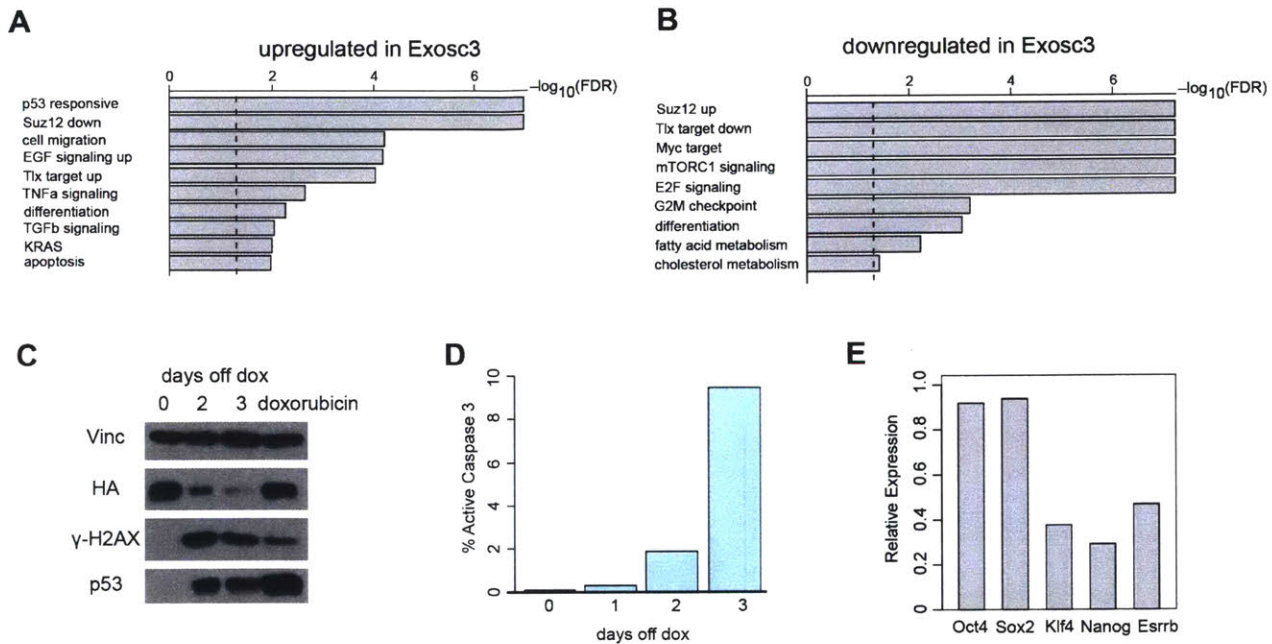 A
upregulated in Exosc3
0 2 4 6
−log10(FDR)
p53 responsive
Suz12 down
cell migration
EGF signaling up
Tlx target up
TNFa signaling
differentiation
TGFb signaling
KRAS
apoptosis
B
downregulated in Exosc3
0 2 4 6
−log10(FDR)
Suz12 up
Tlx target down
Myc target
mTORC1 signaling
E2F signaling
G2M checkpoint
differentiation
fatty acid metabolism
cholesterol metabolism
C
days off dox
0 2 3 doxorubicin
Vinc
HA
γ-H2AX
p53
D
% Active Caspase 3
10
8
6
4
2
0
0 1 2 3
days off dox
E
Relative Expression
1.0
0.8
0.6
0.4
0.2
0
Oct4 Sox2 Klf4 Nanog Esrrb